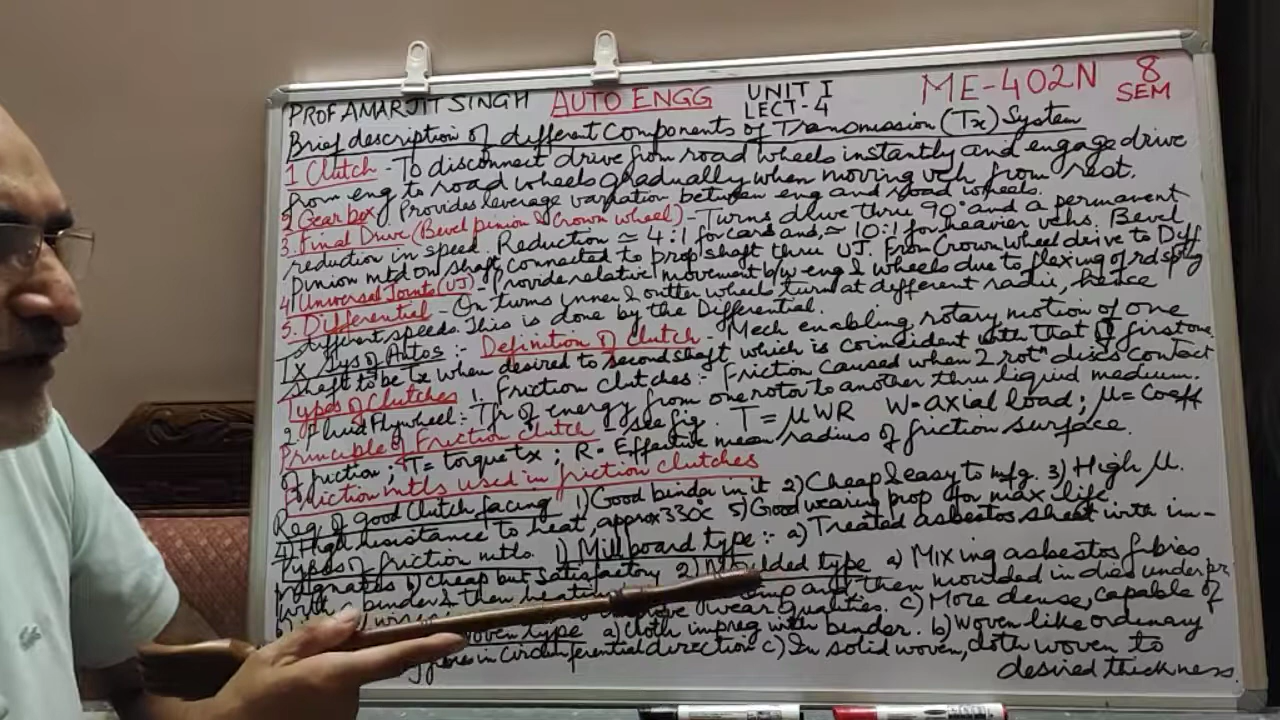 PROF AMARJIT SINGH AUTO ENGG UNIT I LECT-4 ME-402N 8 SEM
Brief description of different Components of Transmission (Tx) System
1 Clutch - To disconnect drive from road wheels instantly and engage drive
from eng to road wheels gradually when moving veh from rest.
2 Gear box Provides leverage variation between eng and road wheels.
3. Final Drive (Bevel pinion & Crown wheel) - Turns drive thru 90° and a permanent
reduction in speed. Reduction ≈ 4:1 for cars and ≈ 10:1 for heavier vehs. Bevel
pinion mtd on shaft connected to prop shaft thru UJ. From Crown wheel drive to Diff
4 Universal Joints (UJ) - Provide relative movement b/w eng & wheels due to flexing of rd spgs
5. Differential - On turns inner & outter wheels turn at different radii, hence
different speeds. This is done by the Differential.
Tx Sys of Autos :- Definition of Clutch - Mech enabling rotary motion of one
shaft to be tx when desired to second shaft which is coincident with that of first one.
Types of Clutches 1. Friction Clutches:- Friction caused when 2 rotn discs contact
2 Fluid Flywheel:- Tfr of energy from one rotor to another thru liquid medium.
Principle of Friction clutch see fig. T = μWR W = axial load; μ = Coeff
of friction; T = torque tx; R = Effective mean radius of friction surface.
Friction mtls used in friction clutches
Req of good Clutch facing 1) Good binder in it 2) Cheap & easy to mfg. 3) High μ.
4) High resistance to heat, approx 330°C 5) Good wearing prop for max life
Types of friction mtls 1) Mill board type :- a) Treated asbestos sheet with im-
pregnates b) cheap but satisfactory 2) Moulded type a) Mixing asbestos fibres
with binder & then heating and then moulded in dies under pr
wear qualities. c) More dense, capable of
woven type a) cloth impreg with binder. b) Woven like ordenary
in circumferential direction c) In solid woven, cloth woven to
desired thickness.